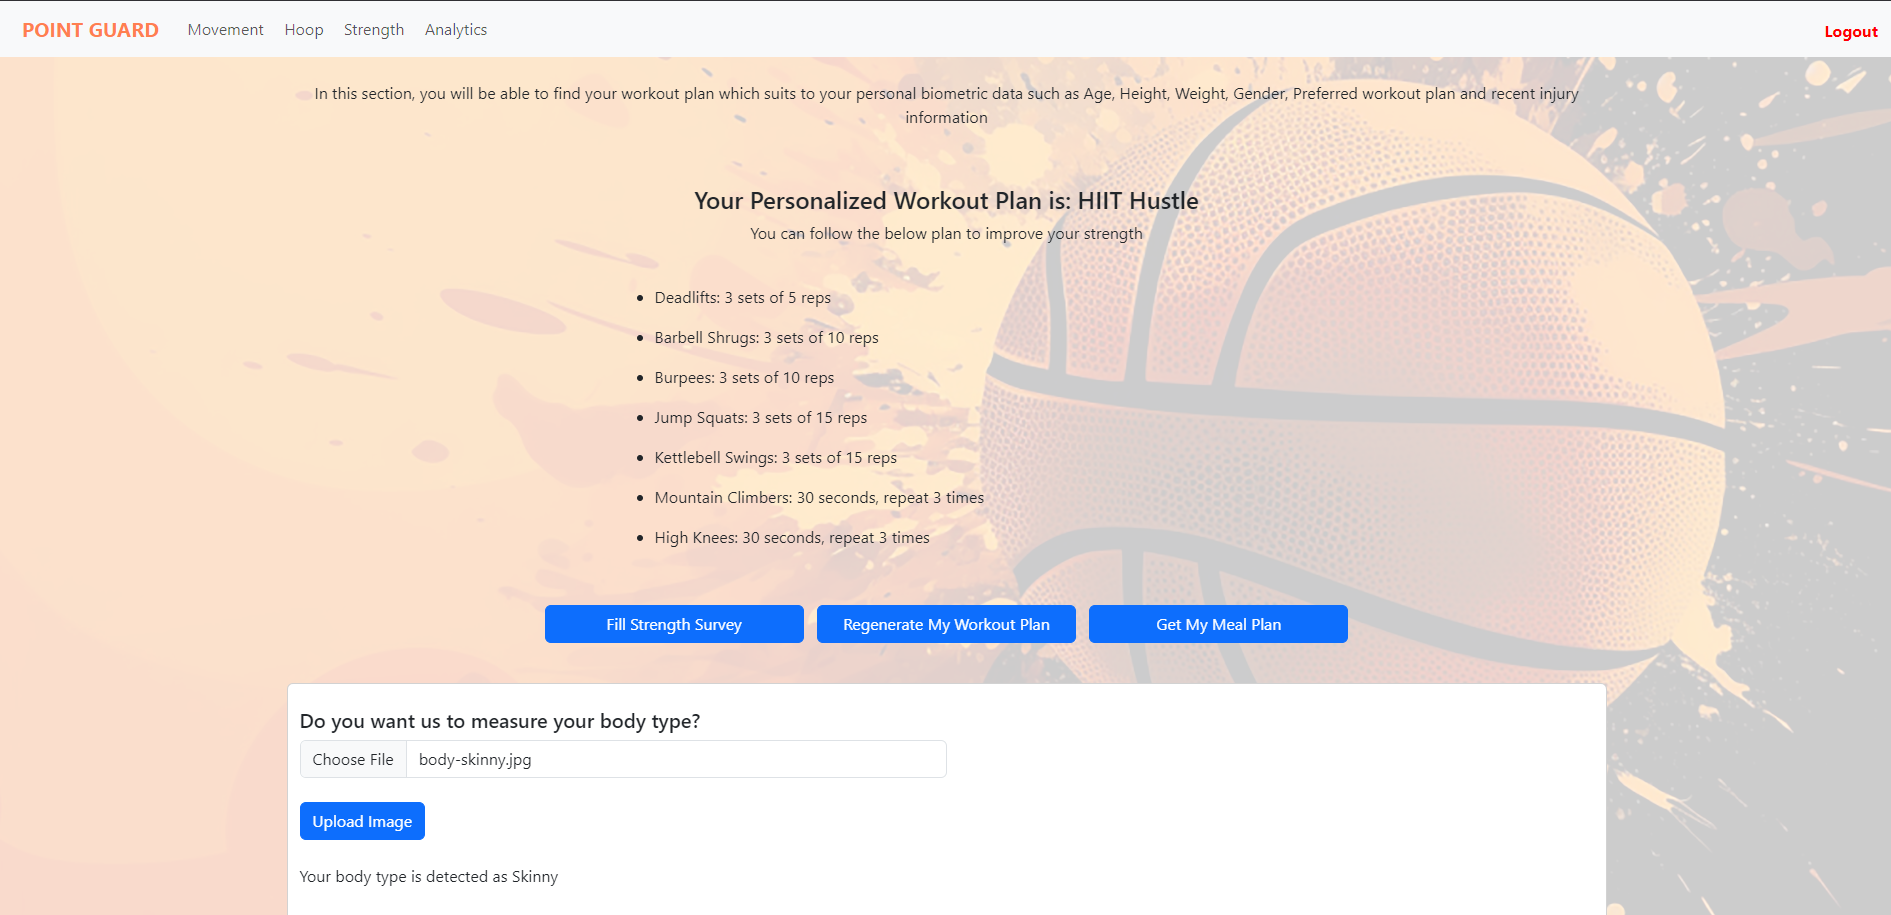 POINT GUARD Movement Hoop Strength Analytics Logout
In this section, you will be able to find your workout plan which suits to your personal biometric data such as Age, Height, Weight, Gender, Preferred workout plan and recent injury
information
Your Personalized Workout Plan is: HIIT Hustle
You can follow the below plan to improve your strength
• Deadlifts: 3 sets of 5 reps
• Barbell Shrugs: 3 sets of 10 reps
• Burpees: 3 sets of 10 reps
• Jump Squats: 3 sets of 15 reps
• Kettlebell Swings: 3 sets of 15 reps
• Mountain Climbers: 30 seconds, repeat 3 times
• High Knees: 30 seconds, repeat 3 times
Fill Strength Survey Regenerate My Workout Plan Get My Meal Plan
Do you want us to measure your body type?
Choose File body-skinny.jpg
Upload Image
Your body type is detected as Skinny